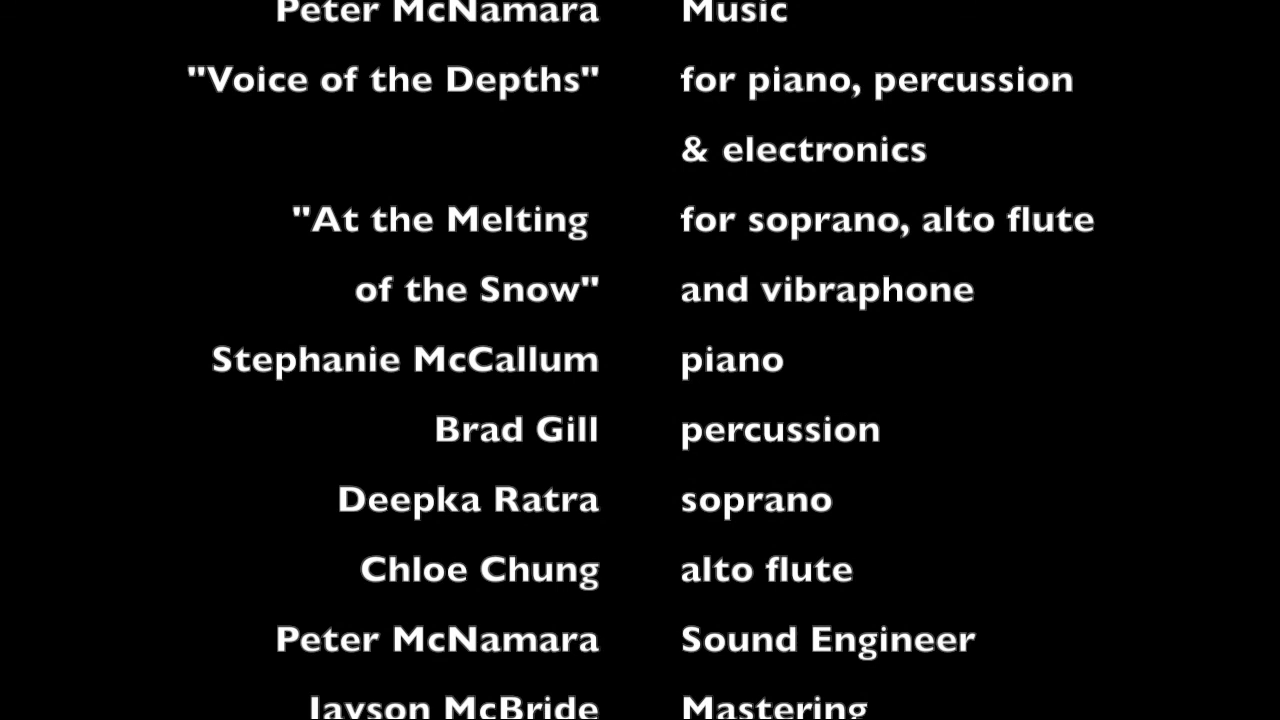 Peter McNamara Music
"Voice of the Depths" for piano, percussion
& electronics
"At the Melting for soprano, alto flute
of the Snow" and vibraphone
Stephanie McCallum piano
Brad Gill percussion
Deepka Ratra soprano
Chloe Chung alto flute
Peter McNamara Sound Engineer
Jayson McBride Mastering